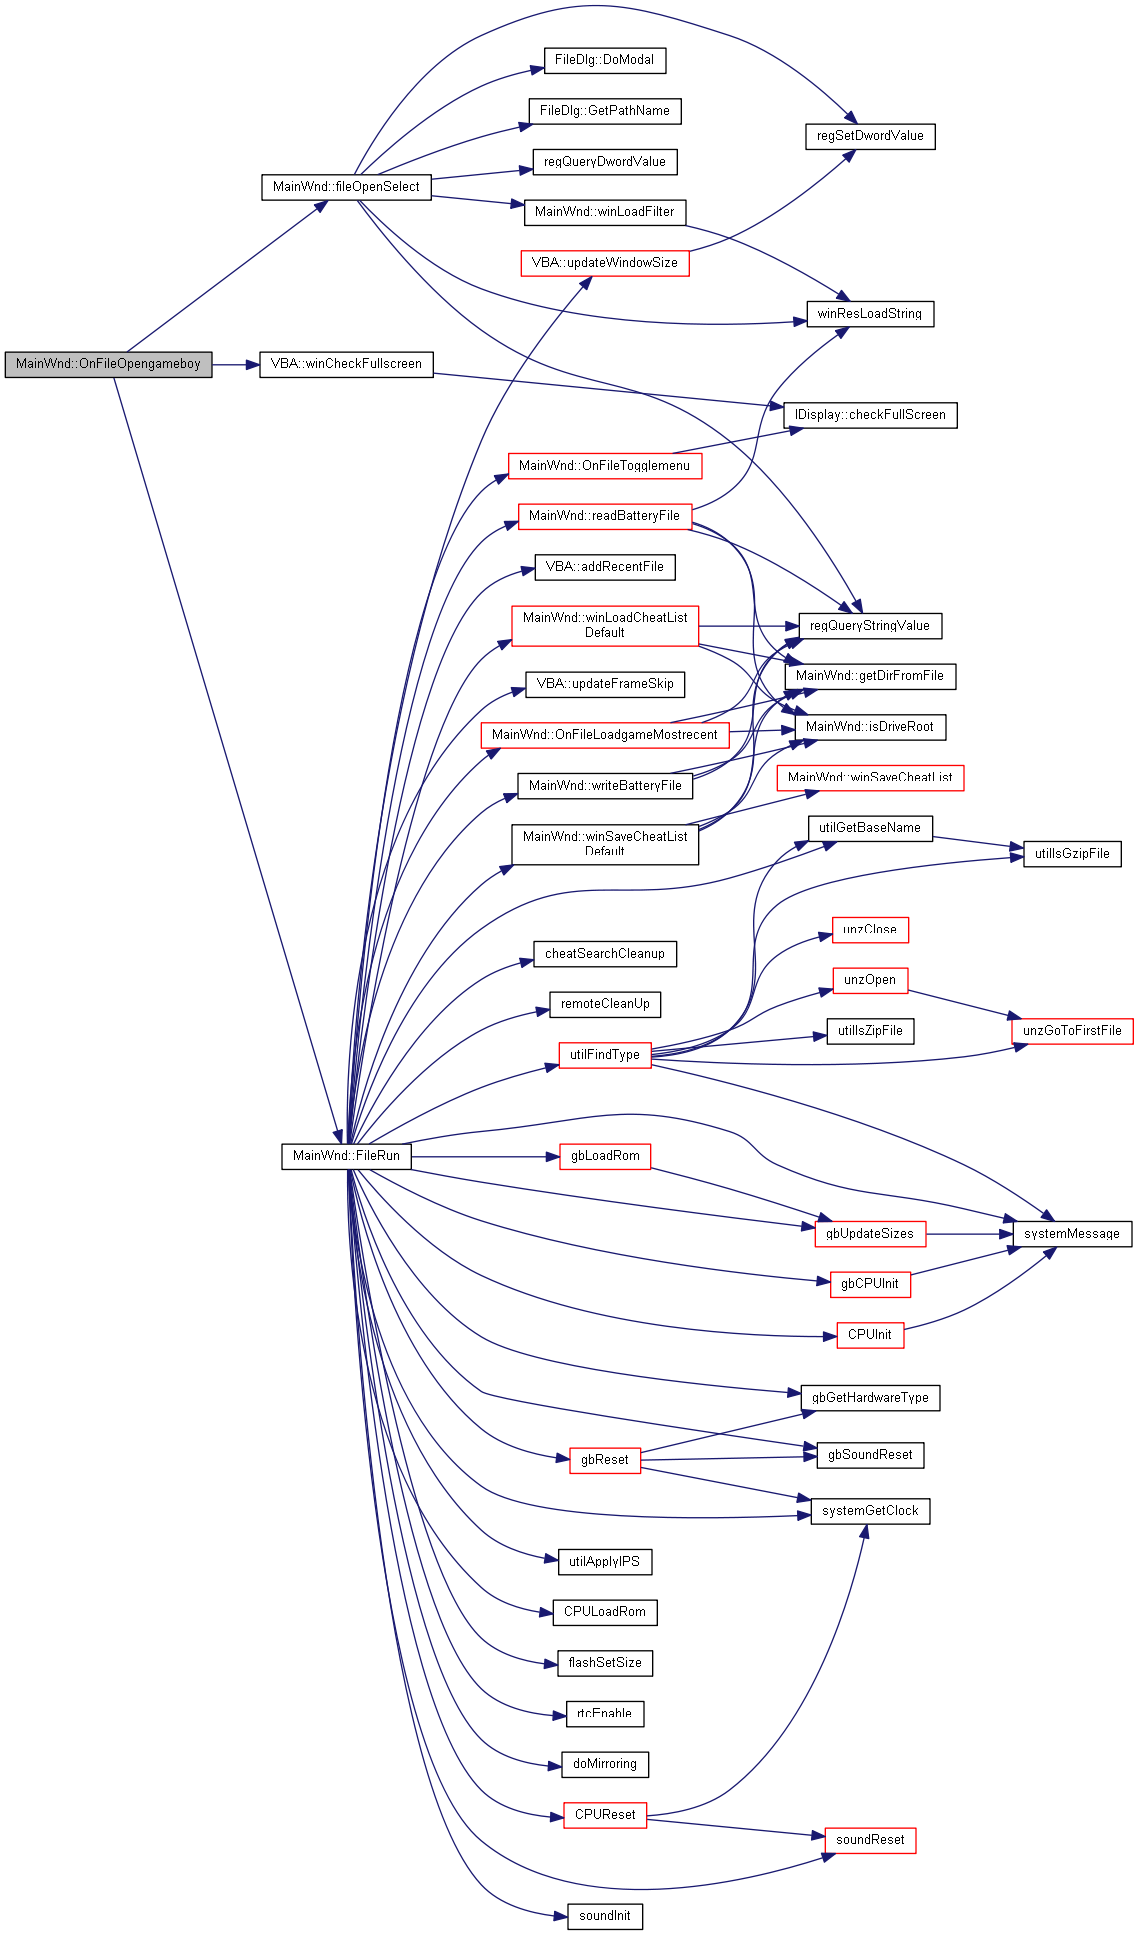 FileDlg::DoModal
FileDlg::GetPathName
regSetDwordValue
regQueryDwordValue
MainWnd::fileOpenSelect
MainWnd::winLoadFilter
VBA::updateWindowSize
winResLoadString
MainWnd::OnFileOpengameboy
VBA::winCheckFullscreen
IDisplay::checkFullScreen
MainWnd::OnFileTogglemenu
MainWnd::readBatteryFile
VBA::addRecentFile
MainWnd::winLoadCheatList
Default
regQueryStringValue
MainWnd::getDirFromFile
VBA::updateFrameSkip
MainWnd::OnFileLoadgameMostrecent
MainWnd::isDriveRoot
MainWnd::winSaveCheatList
MainWnd::writeBatteryFile
MainWnd::winSaveCheatList
Default
utilGetBaseName
utilIsGzipFile
unzClose
cheatSearchCleanup
unzOpen
remoteCleanUp
utilIsZipFile
unzGoToFirstFile
utilFindType
MainWnd::FileRun
gbLoadRom
gbUpdateSizes
systemMessage
gbCPUInit
CPUInit
gbGetHardwareType
gbReset
gbSoundReset
systemGetClock
utilApplyIPS
CPULoadRom
flashSetSize
rtcEnable
doMirroring
CPUReset
soundReset
soundInit